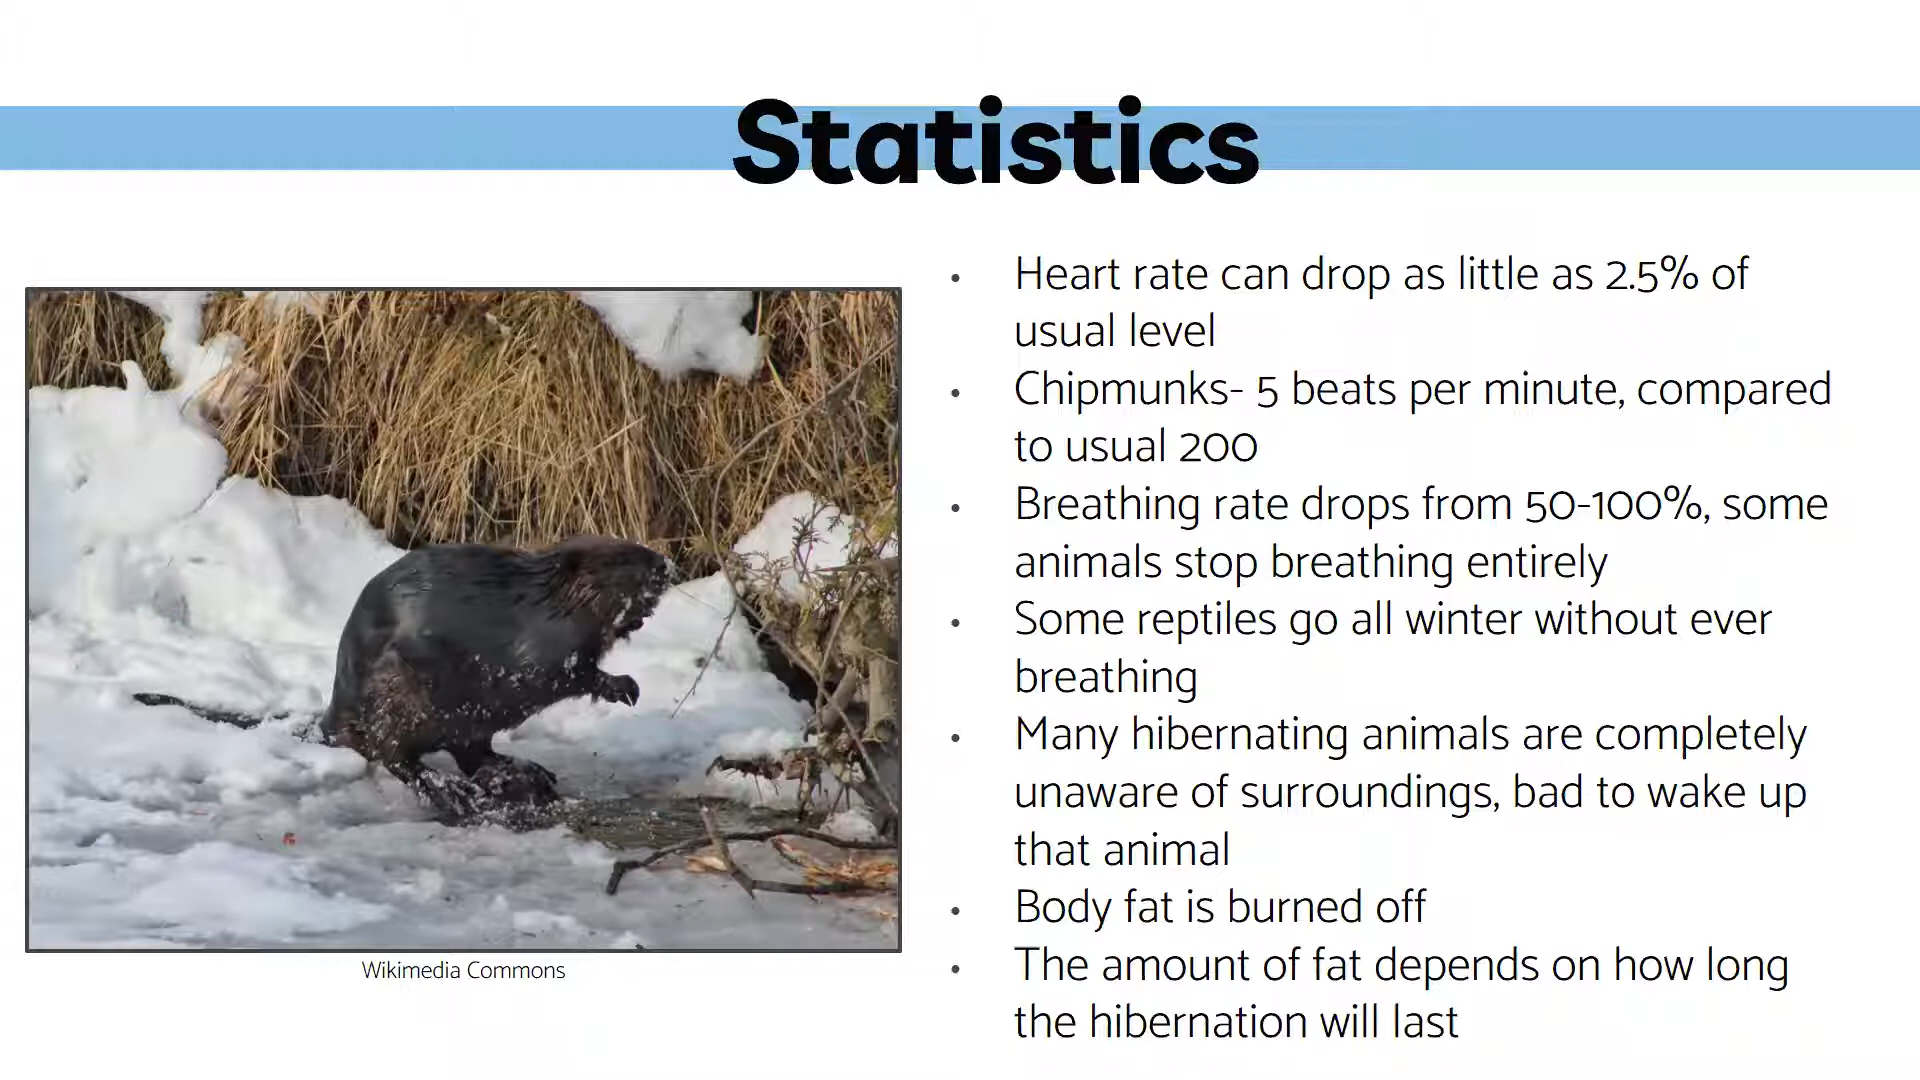 Statistics
• Heart rate can drop as little as 2.5% of
usual level
• Chipmunks- 5 beats per minute, compared
to usual 200
• Breathing rate drops from 50-100%, some
animals stop breathing entirely
• Some reptiles go all winter without ever
breathing
• Many hibernating animals are completely
unaware of surroundings, bad to wake up
that animal
• Body fat is burned off
• The amount of fat depends on how long
the hibernation will last
Wikimedia Commons